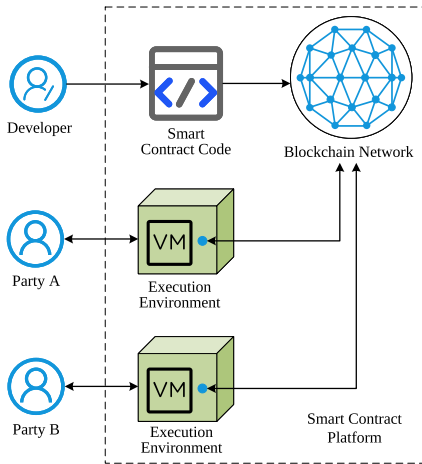 Developer
Smart
Contract Code
Blockchain Network
VM
Party A
Execution
Environment
VM
Party B
Execution
Environment
Smart Contract
Platform